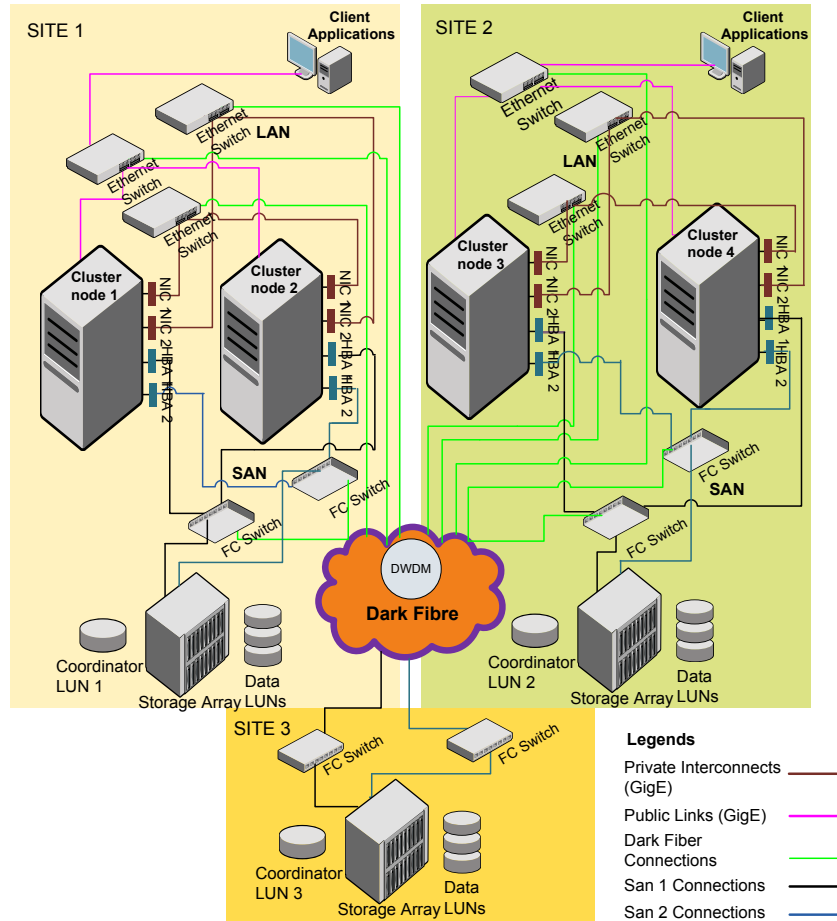 SITE 1
Client
Applications
Ethernet
Switch
LAN
Ethernet
Switch
Ethernet
Switch
Cluster
node 1
Cluster
node 2
NIC 1
NIC 2
HBA 1
HBA 2
NIC 1
NIC 2
HBA 1
HBA 2
SAN
FC Switch
FC Switch
Coordinator
LUN 1
Storage Array
Data
LUNs
SITE 2
Client
Applications
Ethernet
Switch
Ethernet
Switch
LAN
Ethernet
Switch
Cluster
node 3
Cluster
node 4
NIC 1
NIC 2
HBA 1
HBA 2
NIC 1
NIC 2
HBA 1
HBA 2
SAN
FC Switch
FC Switch
Coordinator
LUN 2
Storage Array
Data
LUNs
DWDM
Dark Fibre
SITE 3
FC Switch
FC Switch
Coordinator
LUN 3
Storage Array
Data
LUNs
Legends
Private Interconnects
(GigE)
Public Links (GigE)
Dark Fiber
Connections
San 1 Connections
San 2 Connections